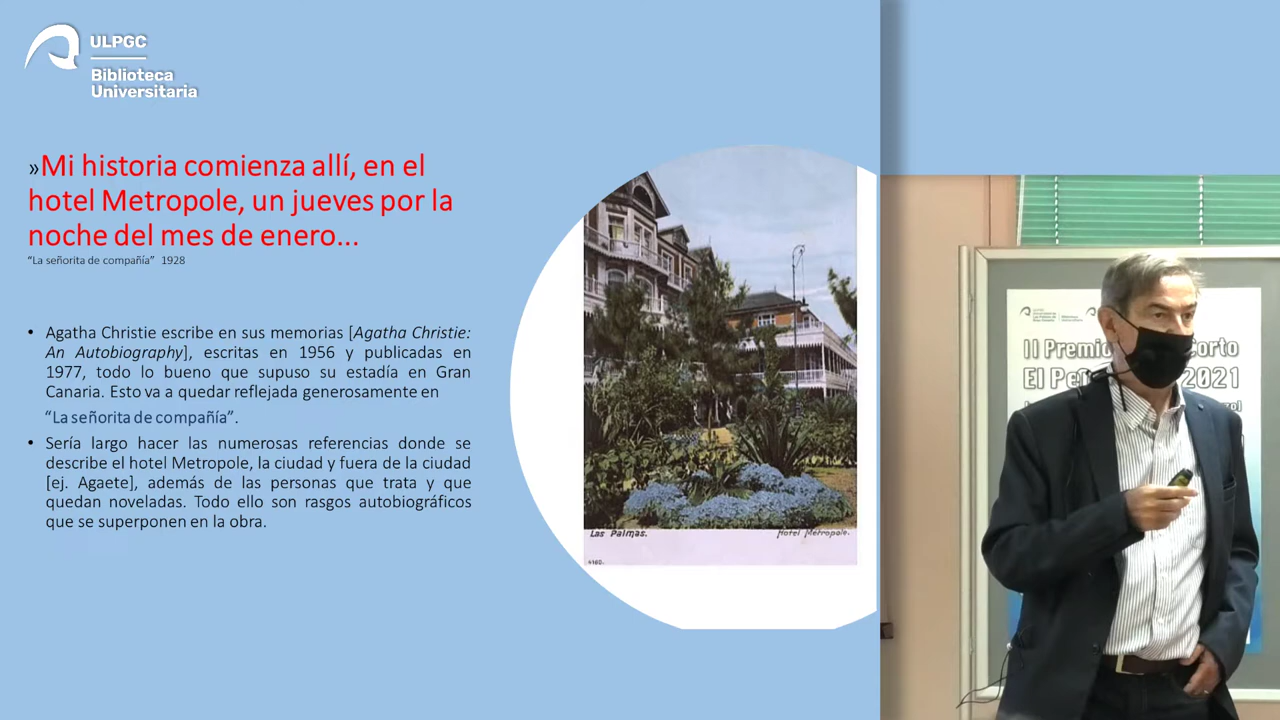 ULPGC
Biblioteca
Universitaria
»Mi historia comienza allí, en el
hotel Metropole, un jueves por la
noche del mes de enero...
“La señorita de compañía” 1928
• Agatha Christie escribe en sus memorias [Agatha Christie:
An Autobiography], escritas en 1956 y publicadas en
1977, todo lo bueno que supuso su estadía en Gran
Canaria. Esto va a quedar reflejada generosamente en
“La señorita de compañía”.
• Sería largo hacer las numerosas referencias donde se
describe el hotel Metropole, la ciudad y fuera de la ciudad
[ej. Agaete], además de las personas que trata y que
quedan noveladas. Todo ello son rasgos autobiográficos
que se superponen en la obra.
Las Palmas. Hotel Metropole.
4160.
II Premio orto
El Pe 2021